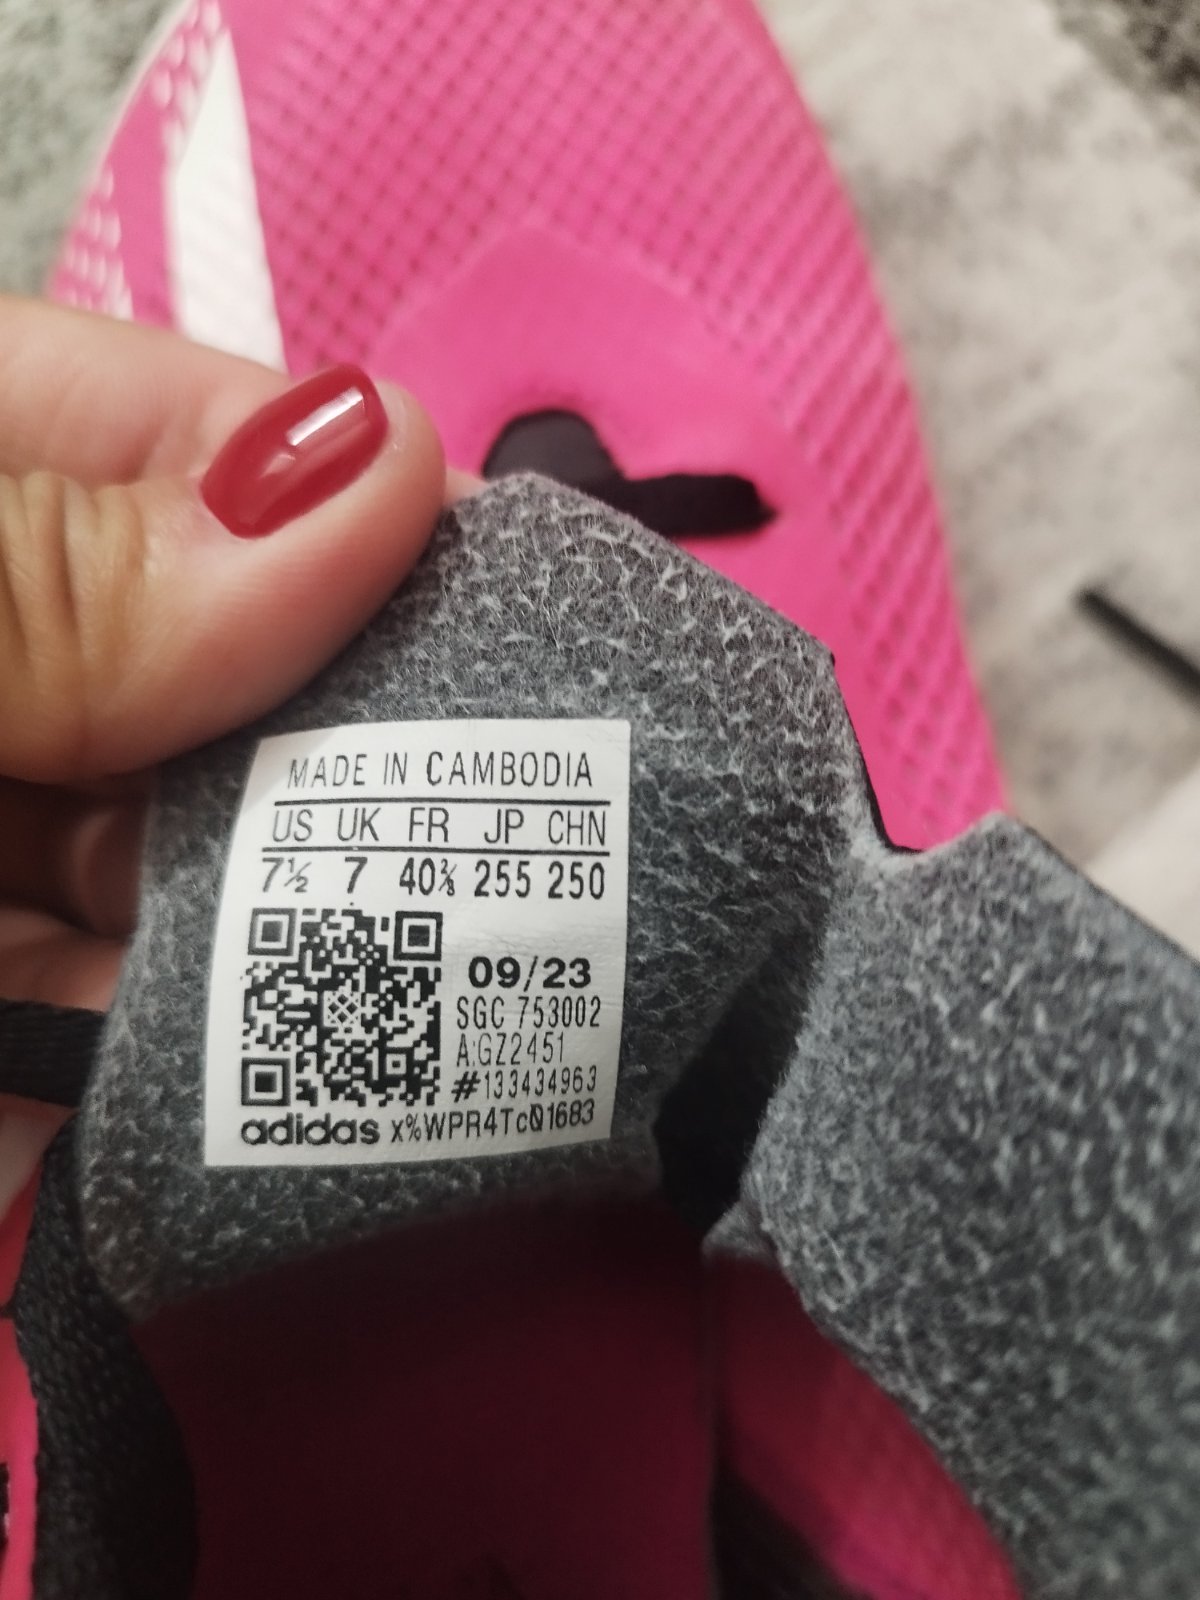 MADE IN CAMBODIA
US UK FR JP CHN
7½ 7 40⅔ 255 250
09/23
SGC 753002
A:GZ2451
#133434963
adidas x%WPR4TcQ1683